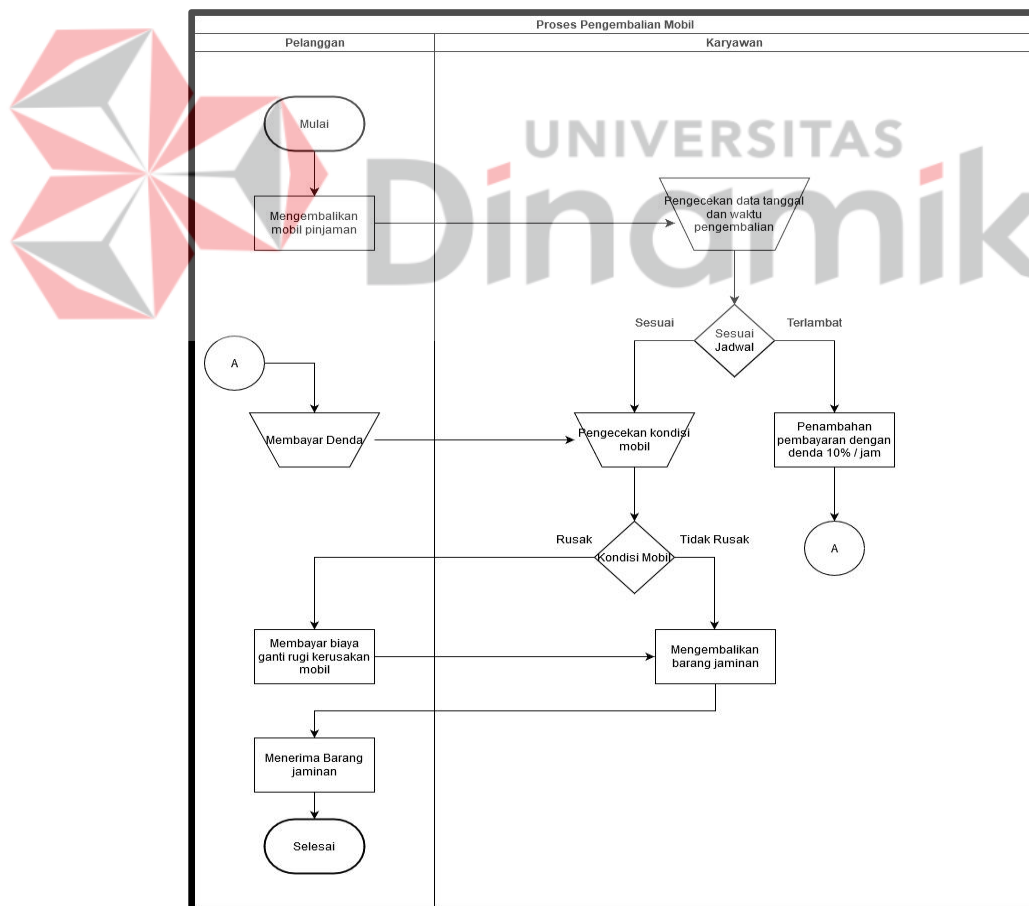 Proses Pengembalian Mobil
Pelanggan
Karyawan
UNIVERSITAS
Dinamik
Mulai
Mengembalikan
mobil pinjaman
Pengecekan data tanggal
dan waktu
pengembalian
Sesuai
Sesuai
Jadwal
Terlambat
A
Membayar Denda
Pengecekan kondisi
mobil
Penambahan
pembayaran dengan
denda 10% / jam
Rusak
Kondisi Mobil
Tidak Rusak
A
Membayar biaya
ganti rugi kerusakan
mobil
Mengembalikan
barang jaminan
Menerima Barang
jaminan
Selesai